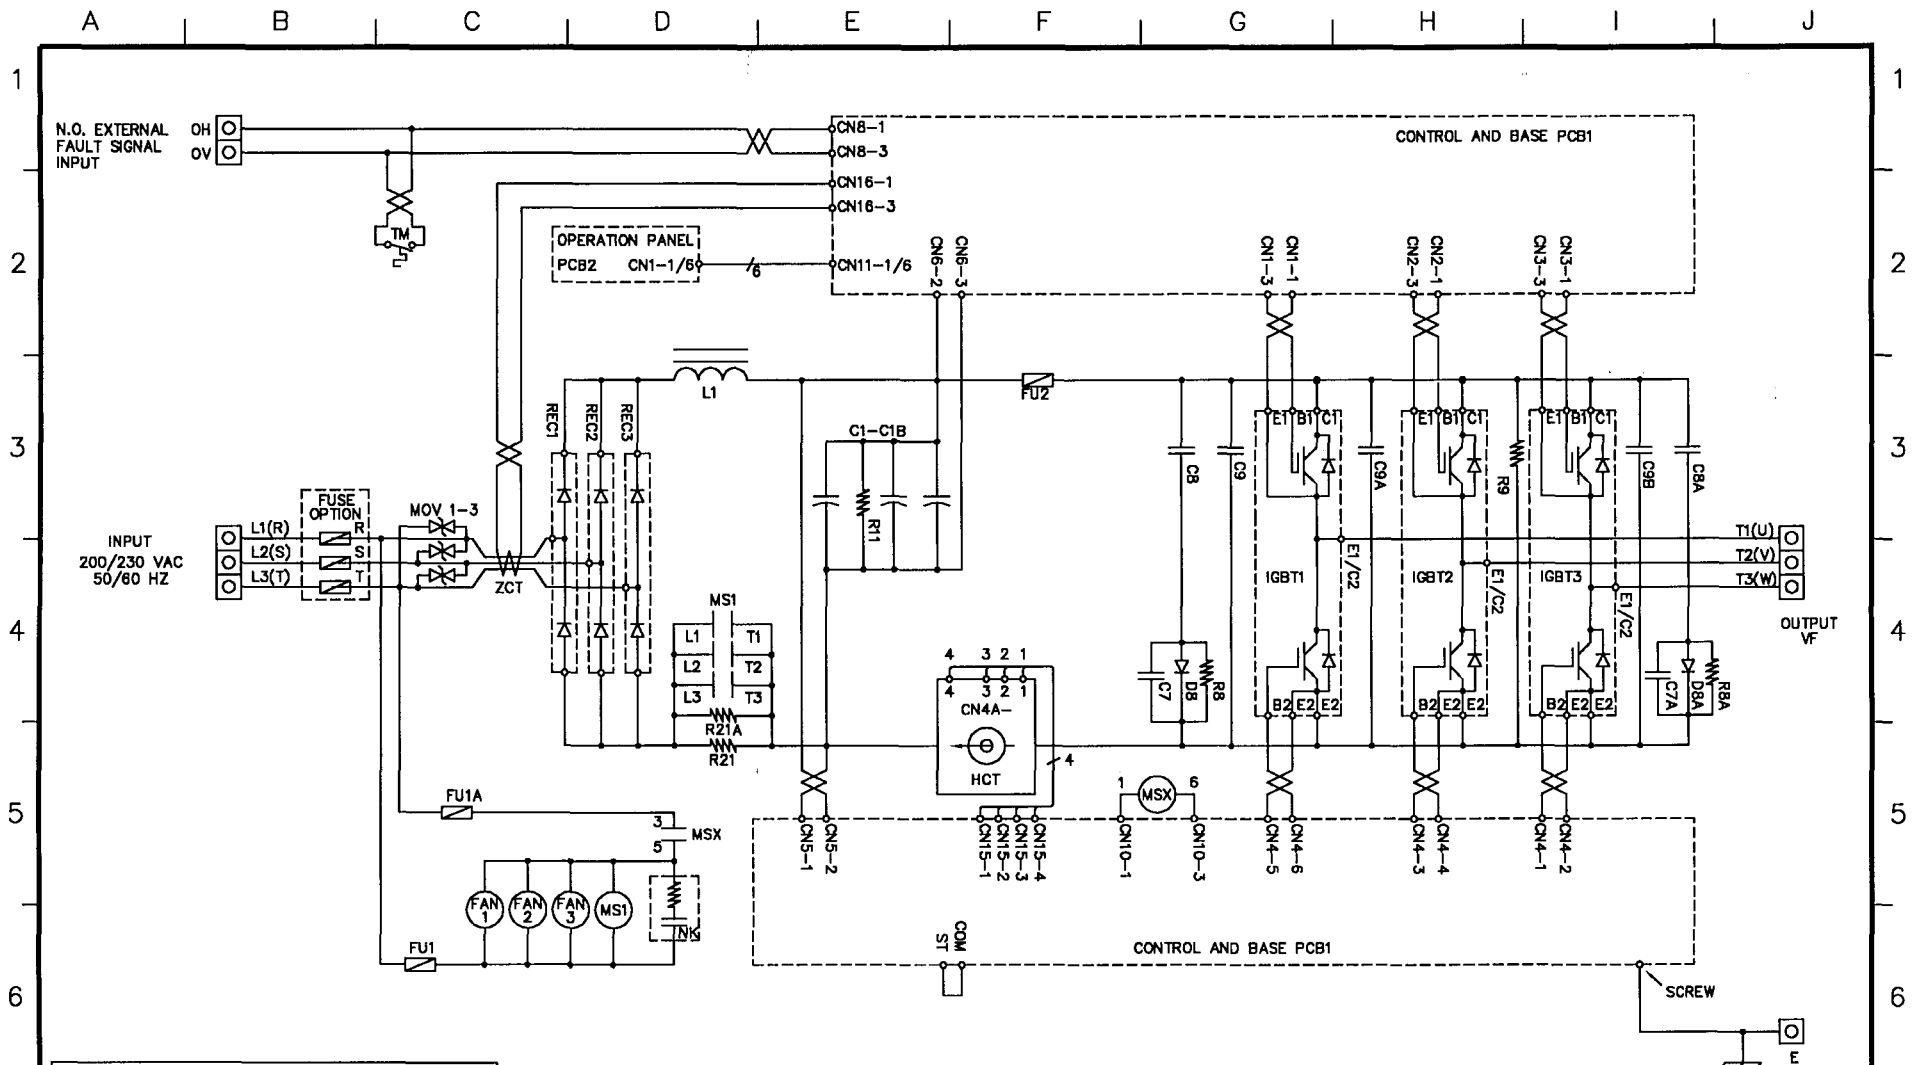 A B C D E F G H I J
1 1
N.O. EXTERNAL
FAULT SIGNAL
INPUT
OH
OV
CN8-1
CN8-3
CONTROL AND BASE PCB1
CN16-1
CN16-3
TM
OPERATION PANEL
PCB2 CN1-1/6
6
CN11-1/6
CN6-2
CN6-3
CN1-3
CN1-1
CN2-3
CN2-1
CN3-3
CN3-1
2 2
L1
FU2
REC1
REC2
REC3
C1-C1B
R11
C8
C9
E1 B1 C1
C9A
E1 B1 C1
R9
E1 B1 C1
C9B
C8A
3 3
FUSE
OPTION
MOV 1-3
INPUT
200/230 VAC
50/60 HZ
L1(R)
L2(S)
L3(T)
R
S
T
ZCT
IGBT1
E1/C2
IGBT2
E1/C2
IGBT3
E1/C2
T1(U)
T2(V)
T3(W)
OUTPUT
VF
4 4
MS1
L1 T1
L2 T2
L3 T3
R21A
R21
4 3 2 1
4 3 2 1
CN4A-
HCT
4
C7
D8
R8
B2 E2 E2
B2 E2 E2
B2 E2 E2
C7A
D8A
R8A
FU1A
3
5
MSX
1 MSX 6
CN5-1
CN5-2
CN15-1
CN15-2
CN15-3
CN15-4
CN10-1
CN10-3
CN4-5
CN4-6
CN4-3
CN4-4
CN4-1
CN4-2
5 5
FAN
1
FAN
2
FAN
3
MS1
NK
FU1
ST
COM
CONTROL AND BASE PCB1
SCREW
6 6
E